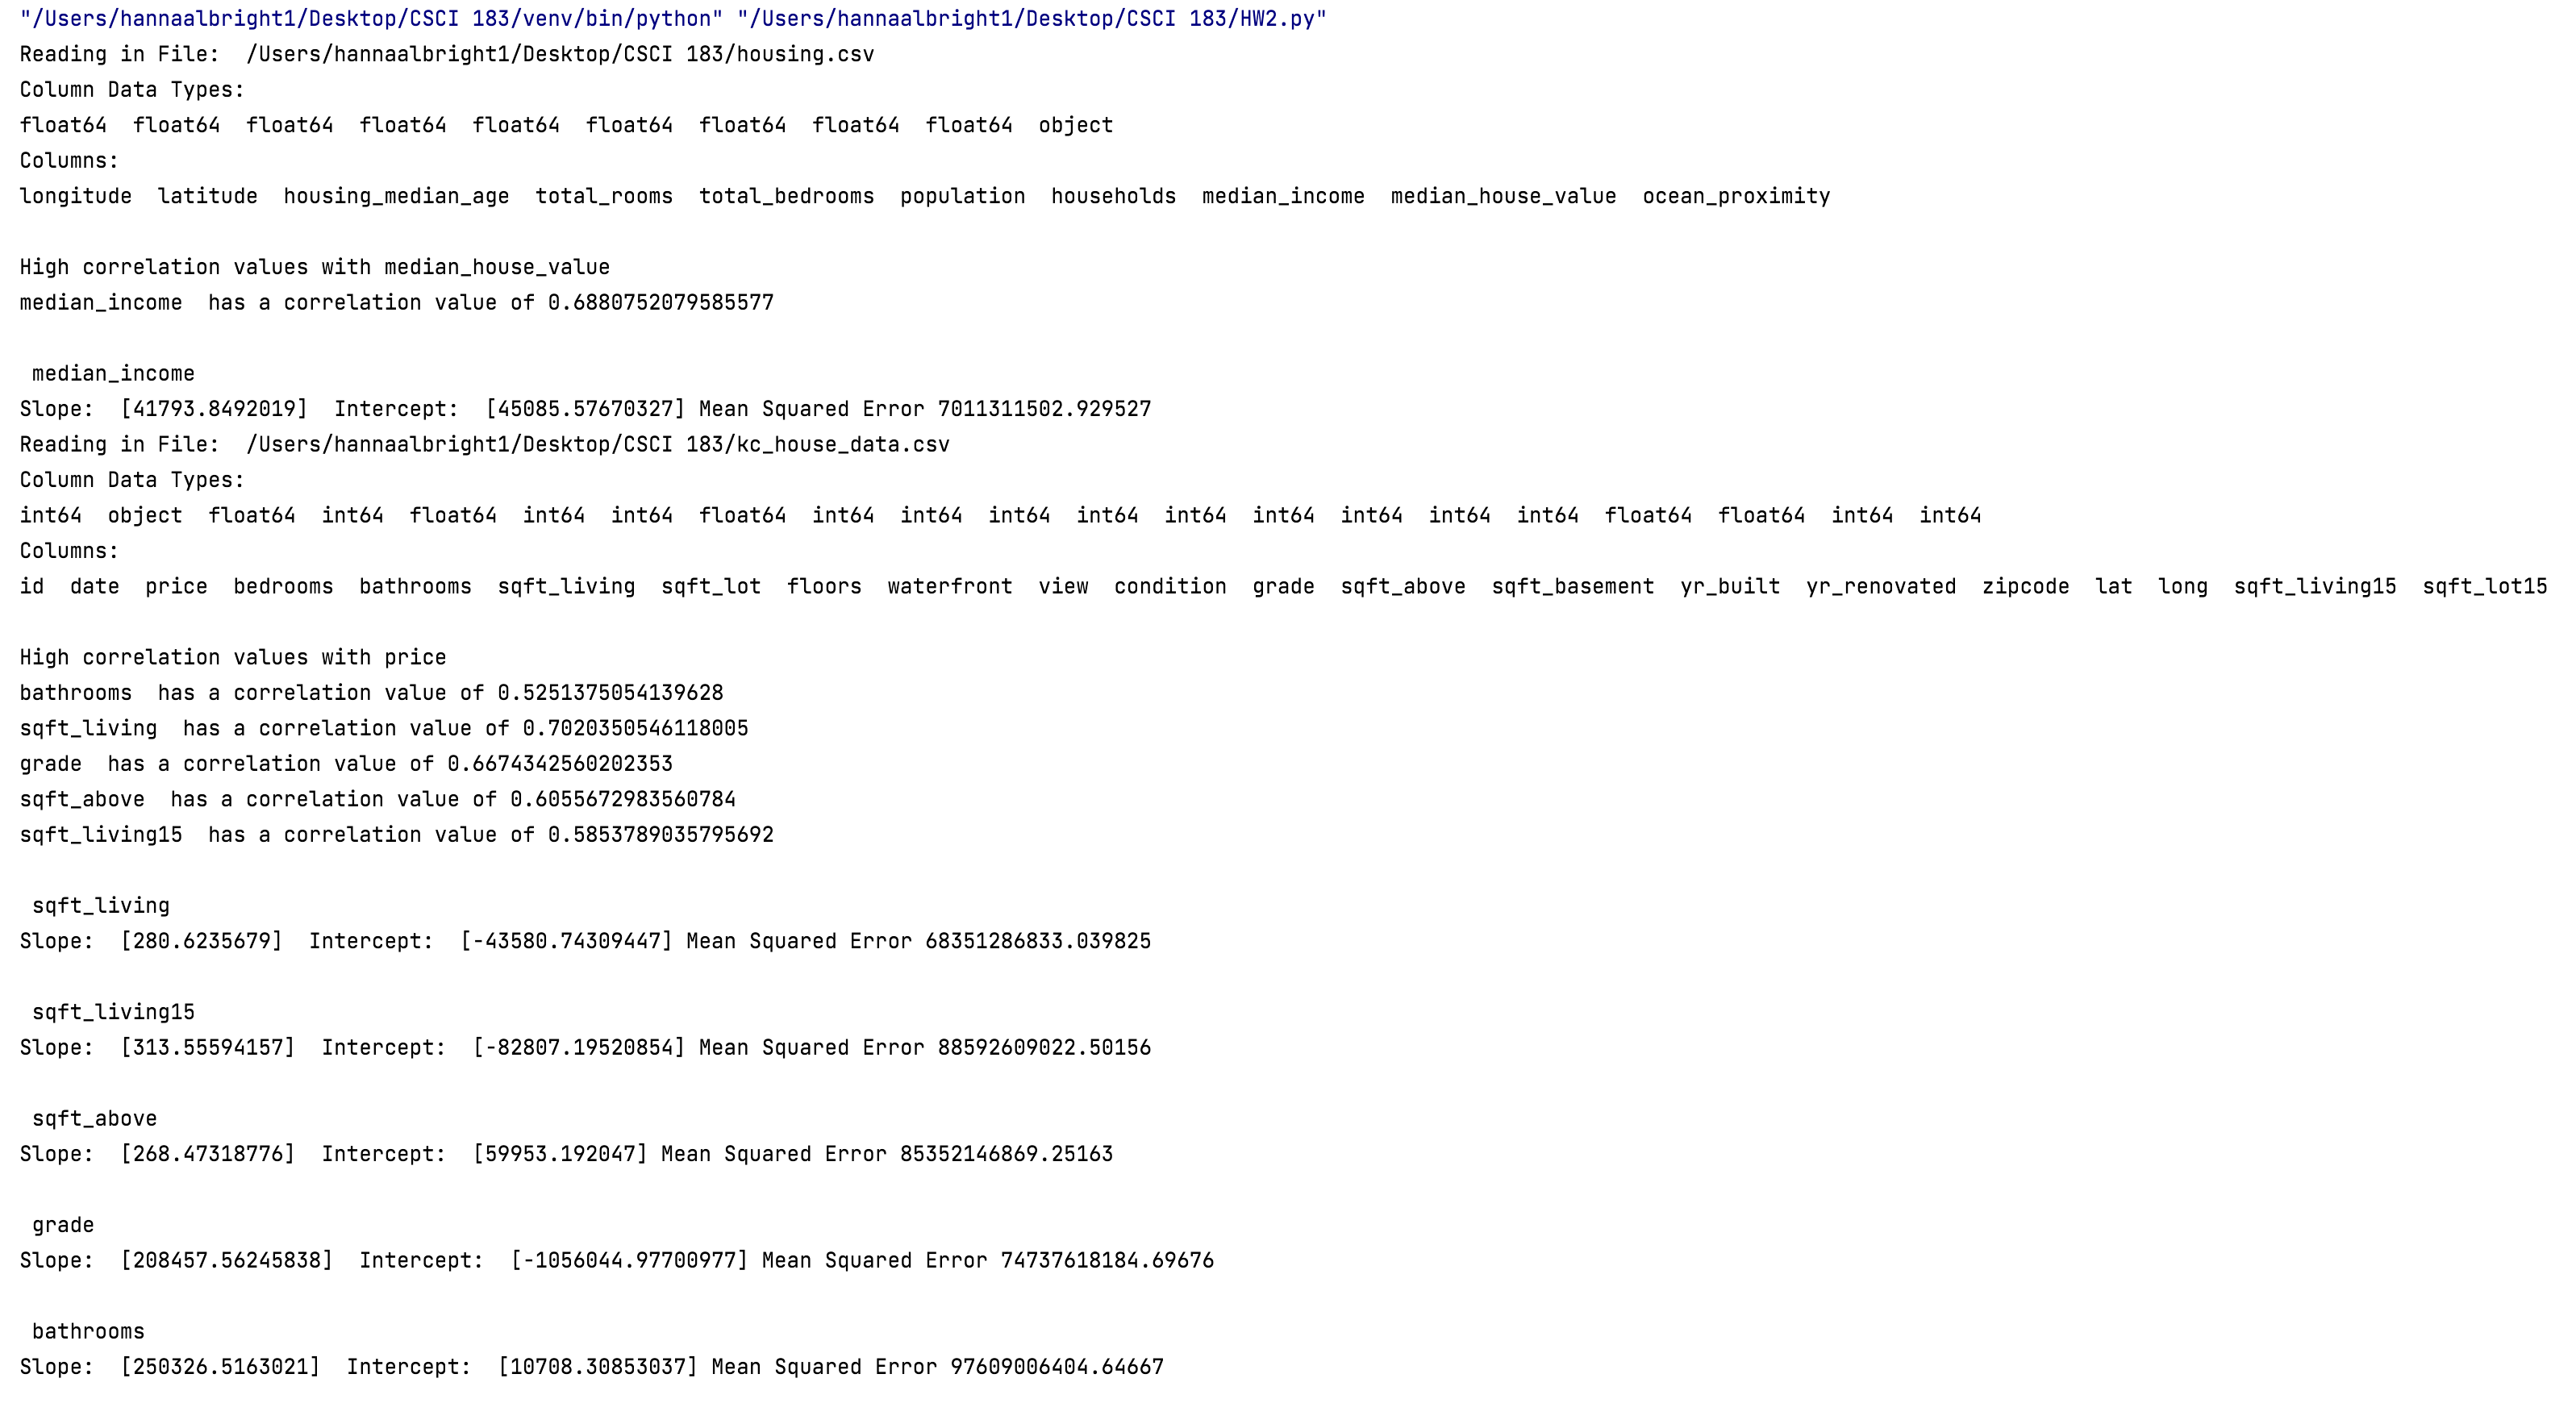 "/Users/hannaalbright1/Desktop/CSCI 183/venv/bin/python" "/Users/hannaalbright1/Desktop/CSCI 183/HW2.py"
Reading in File:  /Users/hannaalbright1/Desktop/CSCI 183/housing.csv
Column Data Types:
float64  float64  float64  float64  float64  float64  float64  float64  float64  object
Columns:
longitude  latitude  housing_median_age  total_rooms  total_bedrooms  population  households  median_income  median_house_value  ocean_proximity
High correlation values with median_house_value
median_income  has a correlation value of 0.6880752079585577
median_income
Slope:  [41793.8492019]  Intercept:  [45085.57670327] Mean Squared Error 7011311502.929527
Reading in File:  /Users/hannaalbright1/Desktop/CSCI 183/kc_house_data.csv
Column Data Types:
int64  object  float64  int64  float64  int64  int64  float64  int64  int64  int64  int64  int64  int64  int64  int64  int64  float64  float64  int64  int64
Columns:
id  date  price  bedrooms  bathrooms  sqft_living  sqft_lot  floors  waterfront  view  condition  grade  sqft_above  sqft_basement  yr_built  yr_renovated  zipcode  lat  long  sqft_living15  sqft_lot15
High correlation values with price
bathrooms  has a correlation value of 0.5251375054139628
sqft_living  has a correlation value of 0.7020350546118005
grade  has a correlation value of 0.6674342560202353
sqft_above  has a correlation value of 0.6055672983560784
sqft_living15  has a correlation value of 0.5853789035795692
sqft_living
Slope:  [280.6235679]  Intercept:  [-43580.74309447] Mean Squared Error 68351286833.039825
sqft_living15
Slope:  [313.55594157]  Intercept:  [-82807.19520854] Mean Squared Error 88592609022.50156
sqft_above
Slope:  [268.47318776]  Intercept:  [59953.192047] Mean Squared Error 85352146869.25163
grade
Slope:  [208457.56245838]  Intercept:  [-1056044.97700977] Mean Squared Error 74737618184.69676
bathrooms
Slope:  [250326.5163021]  Intercept:  [10708.30853037] Mean Squared Error 97609006404.64667